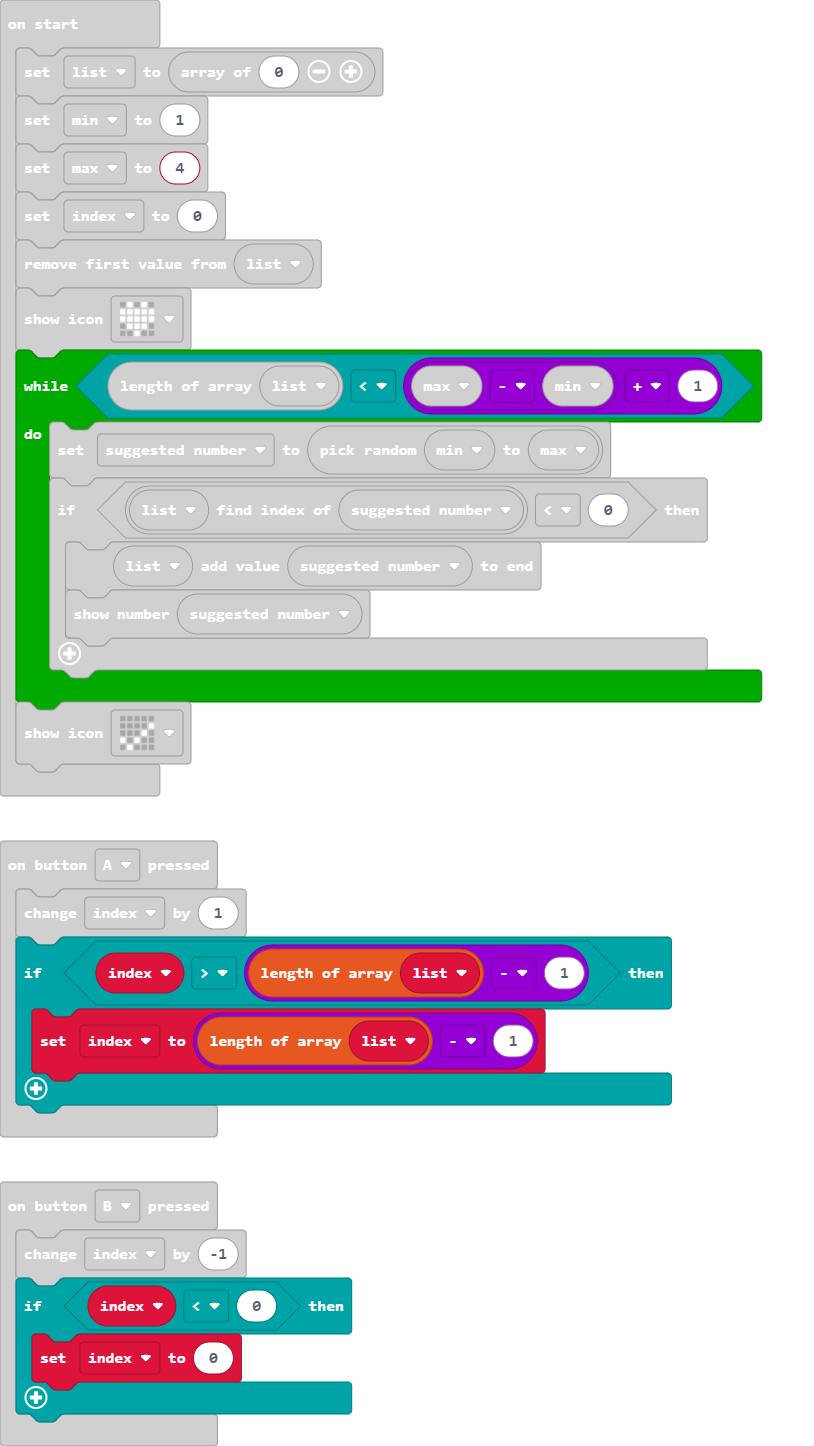 on start
set list to array of 0
set min to 1
set max to 4
set index to 0
remove first value from list
show icon
while length of array list < max - min + 1
do
set suggested number to pick random min to max
if list find index of suggested number < 0 then
list add value suggested number to end
show number suggested number
show icon
on button A pressed
change index by 1
if index > length of array list - 1 then
set index to length of array list - 1
on button B pressed
change index by -1
if index < 0 then
set index to 0